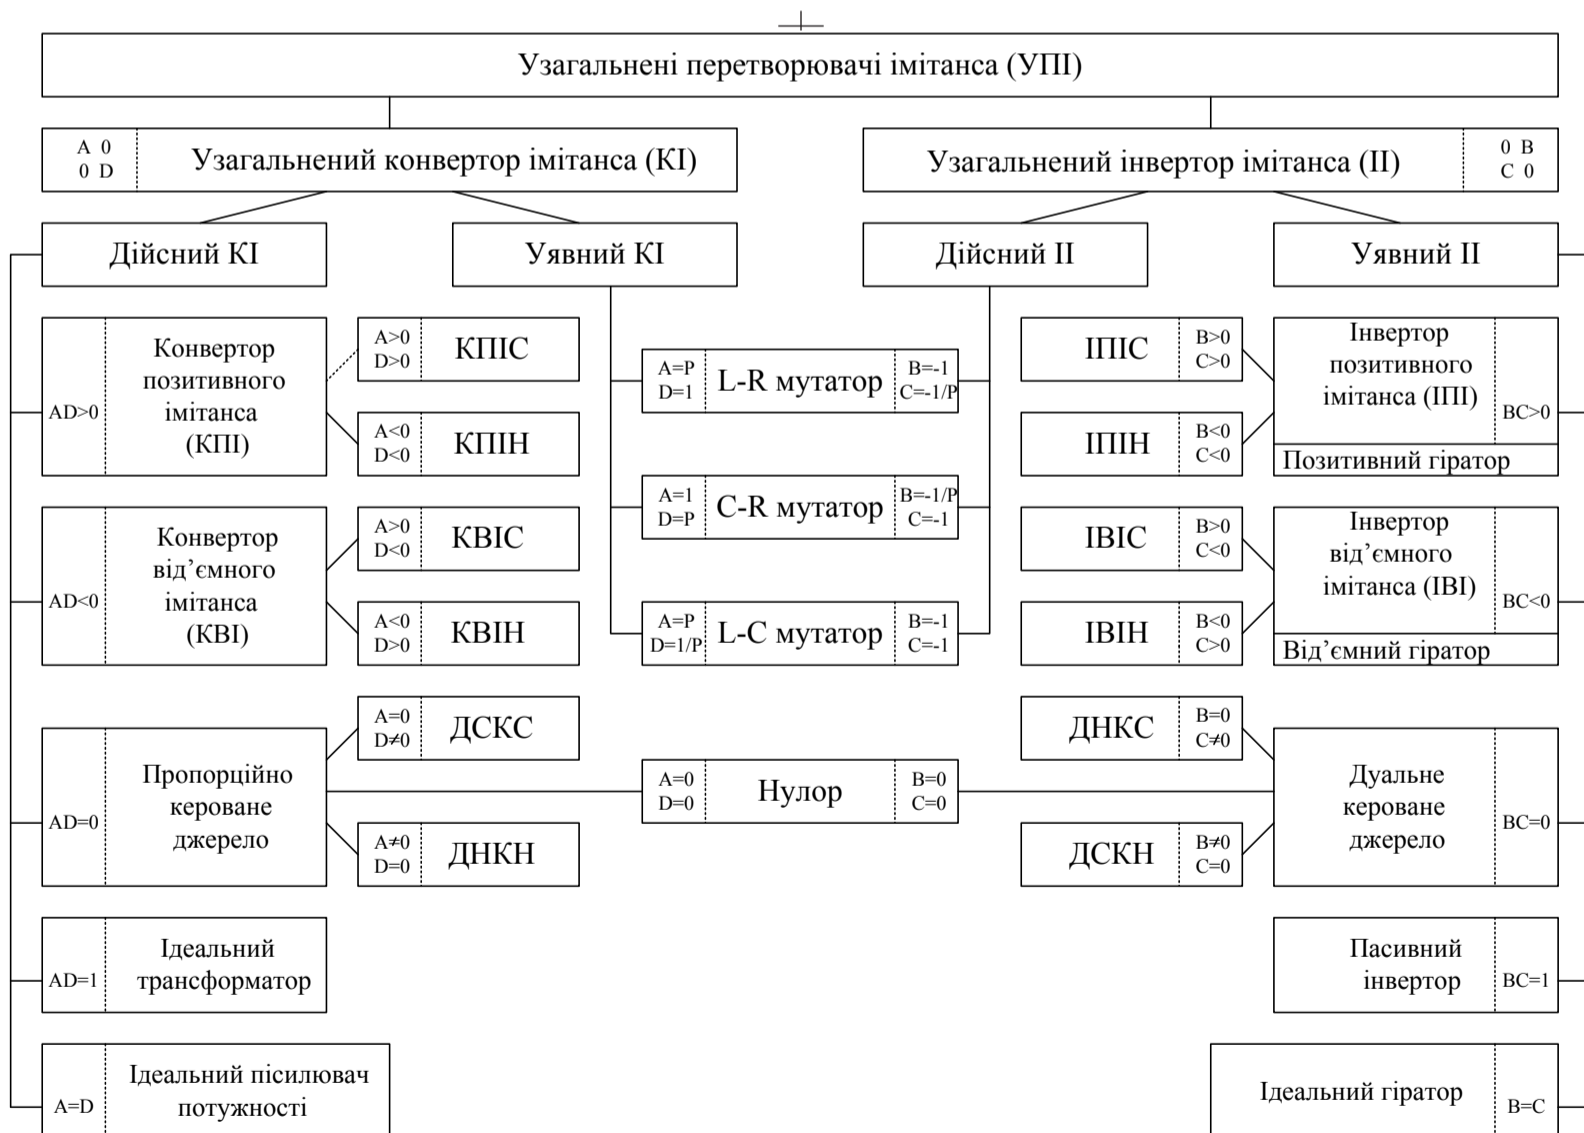 Узагальнені перетворювачі імітанса (УПІ)
A 0
0 D
Узагальнений конвертор імітанса (КІ)
Узагальнений інвертор імітанса (ІІ)
0 B
C 0
Дійсний КІ
Уявний КІ
Дійсний ІІ
Уявний ІІ
AD>0
Конвертор
позитивного
імітанса
(КПІ)
A>0
D>0
КПІС
A<0
D<0
КПІН
A=P
D=1
L-R мутатор
B=-1
C=-1/P
ІПІС
B>0
C>0
ІПІН
B<0
C<0
Інвертор
позитивного
імітанса (ІПІ)
BC>0
Позитивний гіратор
A=1
D=P
C-R мутатор
B=-1/P
C=-1
AD<0
Конвертор
від’ємного
імітанса
(КВІ)
A>0
D<0
КВІС
A<0
D>0
КВІН
A=P
D=1/P
L-C мутатор
B=-1
C=-1
ІВІС
B>0
C<0
ІВІН
B<0
C>0
Інвертор
від’ємного
імітанса (ІВІ)
BC<0
Від’ємний гіратор
AD=0
Пропорційно
кероване
джерело
A=0
D≠0
ДСКС
A≠0
D=0
ДНКН
A=0
D=0
Нулор
B=0
C=0
ДНКС
B=0
C≠0
ДСКН
B≠0
C=0
Дуальне
кероване
джерело
BC=0
AD=1
Ідеальний
трансформатор
Пасивний
інвертор
BC=1
A=D
Ідеальний пісилювач
потужності
Ідеальний гіратор
B=C